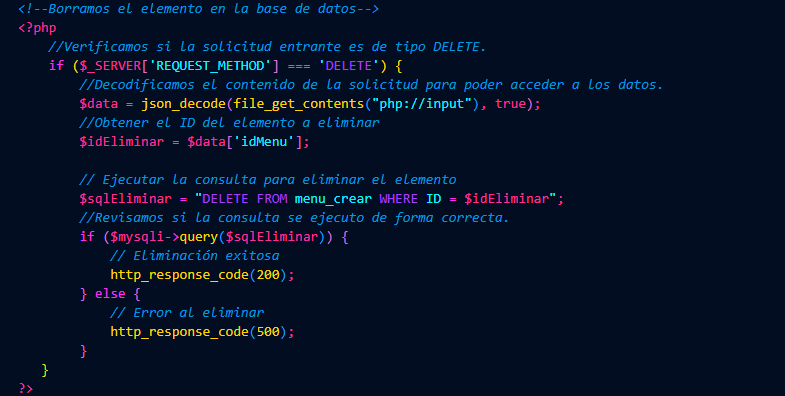 <!--Borramos el elemento en la base de datos-->
<?php
//Verificamos si la solicitud entrante es de tipo DELETE.
if ($_SERVER['REQUEST_METHOD'] === 'DELETE') {
//Decodificamos el contenido de la solicitud para poder acceder a los datos.
$data = json_decode(file_get_contents("php://input"), true);
//Obtener el ID del elemento a eliminar
$idEliminar = $data['idMenu'];
// Ejecutar la consulta para eliminar el elemento
$sqlEliminar = "DELETE FROM menu_crear WHERE ID = $idEliminar";
//Revisamos si la consulta se ejecuto de forma correcta.
if ($mysqli->query($sqlEliminar)) {
// Eliminación exitosa
http_response_code(200);
} else {
// Error al eliminar
http_response_code(500);
}
}
?>